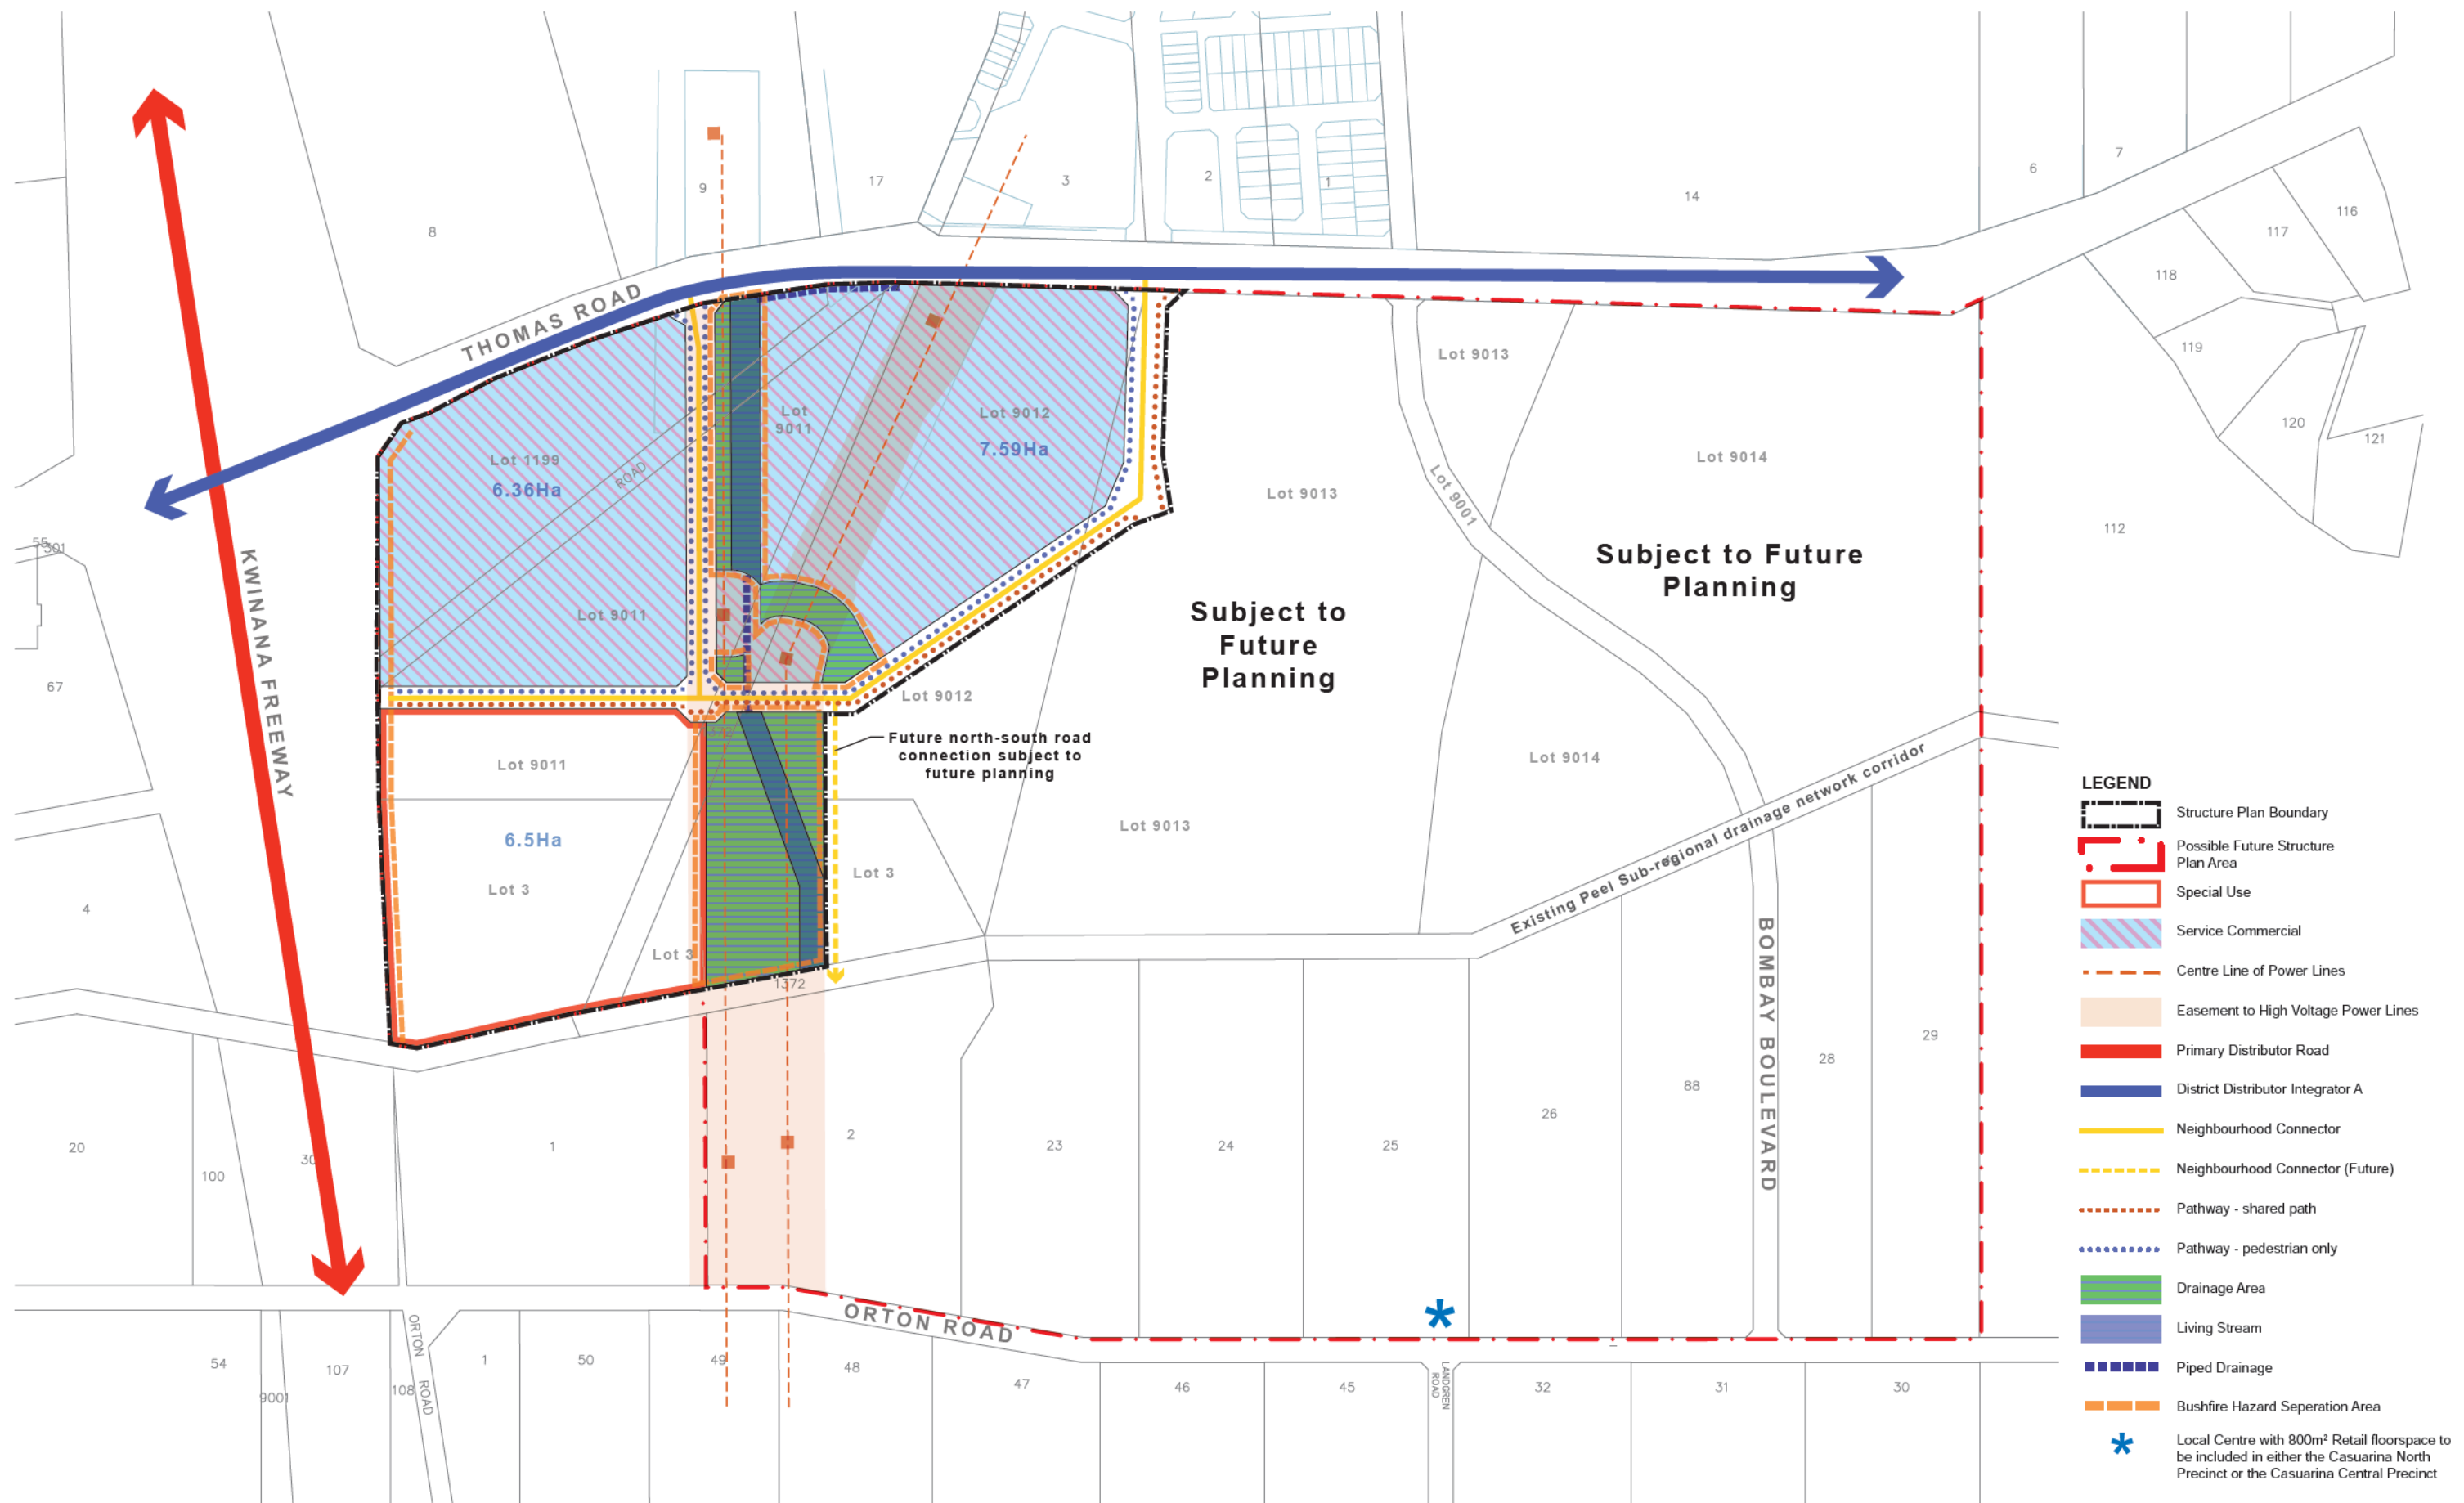 8
9
17
3
2
1
14
6
7
116
117
118
119
120
121
112
THOMAS ROAD
KWINANA FREEWAY
Lot 1199
6.36Ha
ROAD
Lot
9011
Lot 9012
7.59Ha
Lot 9011
Lot 9013
Lot 9001
Lot 9013
Lot 9014
Subject to Future
Planning
Subject to
Future
Planning
55
301
67
4
Lot 9012
Future north-south road
connection subject to
future planning
Lot 9011
6.5Ha
Lot 3
Lot 3
Lot 3
1372
Lot 9013
Lot 9014
Existing Peel Sub-regional drainage network corridor
BOMBAY BOULEVARD
20
100
30
1
2
23
24
25
26
88
28
29
ORTON ROAD
ORTON ROAD
LANDGREN
ROAD
54
9001
107
108
1
50
49
48
47
46
45
32
31
30
LEGEND
Structure Plan Boundary
Possible Future Structure
Plan Area
Special Use
Service Commercial
Centre Line of Power Lines
Easement to High Voltage Power Lines
Primary Distributor Road
District Distributor Integrator A
Neighbourhood Connector
Neighbourhood Connector (Future)
Pathway - shared path
Pathway - pedestrian only
Drainage Area
Living Stream
Piped Drainage
Bushfire Hazard Seperation Area
Local Centre with 800m² Retail floorspace to
be included in either the Casuarina North
Precinct or the Casuarina Central Precinct